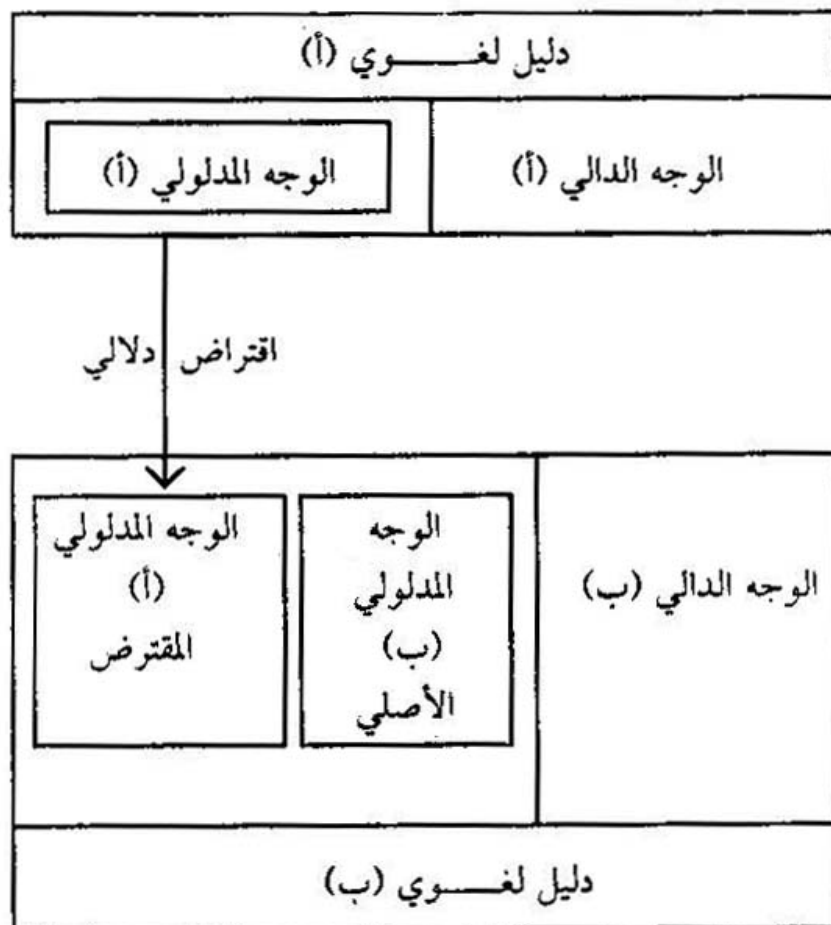 دليل لغـــــوي (أ)
الوجه الدالي (أ)
الوجه المدلولي (أ)
اقتراض دلالي
الوجه الدالي (ب)
الوجه
المدلولي
(ب)
الأصلي
الوجه المدلولي
(أ)
المقترض
دليل لغـــــوي (ب)